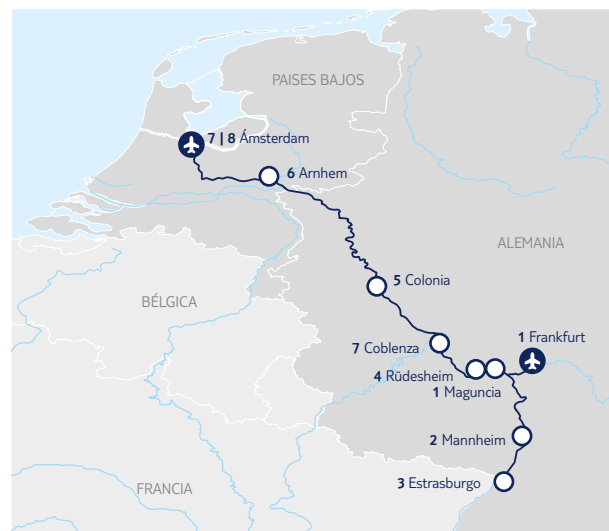 PAISES BAJOS
7 | 8 Ámsterdam
6 Arnhem
ALEMANIA
5 Colonia
BÉLGICA
1 Frankfurt
7 Coblenza
4 Rüdesheim
1 Maguncia
2 Mannheim
3 Estrasburgo
FRANCIA